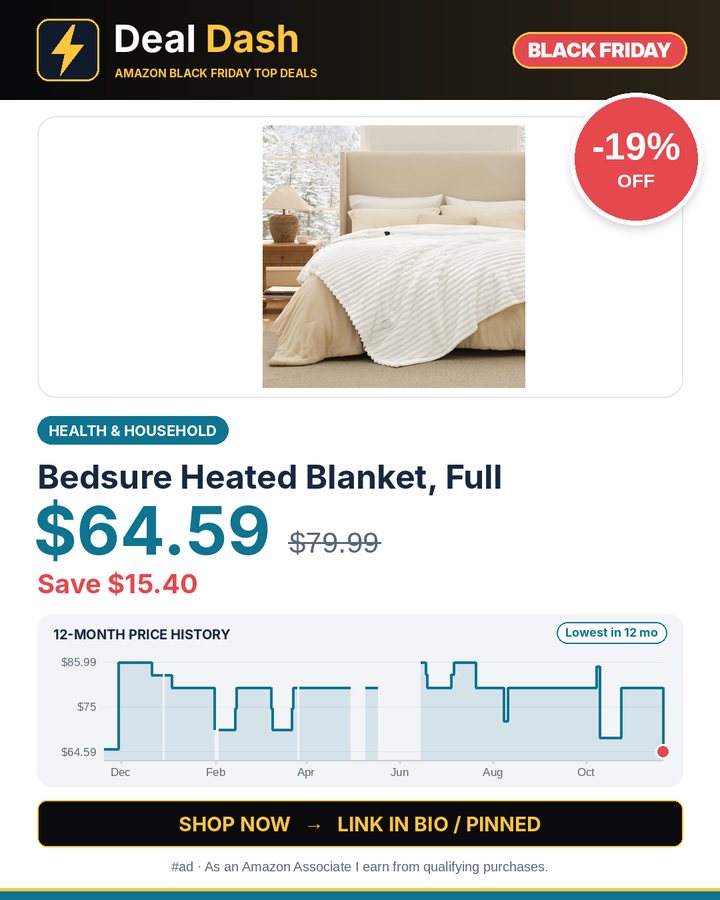 Deal Dash
AMAZON BLACK FRIDAY TOP DEALS
BLACK FRIDAY
-19%
OFF
HEALTH & HOUSEHOLD
Bedsure Heated Blanket, Full
$64.59 $79.99
Save $15.40
12-MONTH PRICE HISTORY
Lowest in 12 mo
$85.99
$75
$64.59
Dec Feb Apr Jun Aug Oct
SHOP NOW → LINK IN BIO / PINNED
#ad · As an Amazon Associate I earn from qualifying purchases.